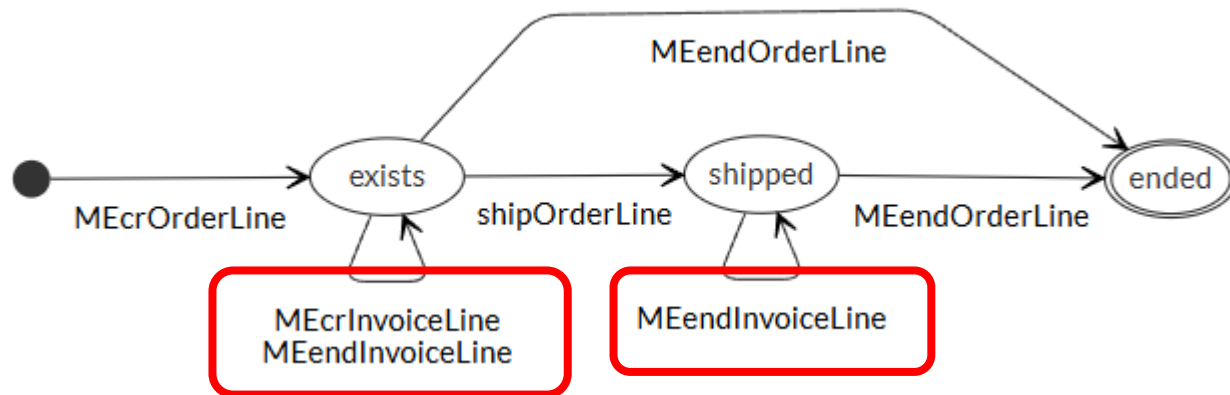 MEendOrderLine
exists
shipped
ended
MEcrOrderLine
shipOrderLine
MEendOrderLine
MEcrInvoiceLine
MEendInvoiceLine
MEendInvoiceLine